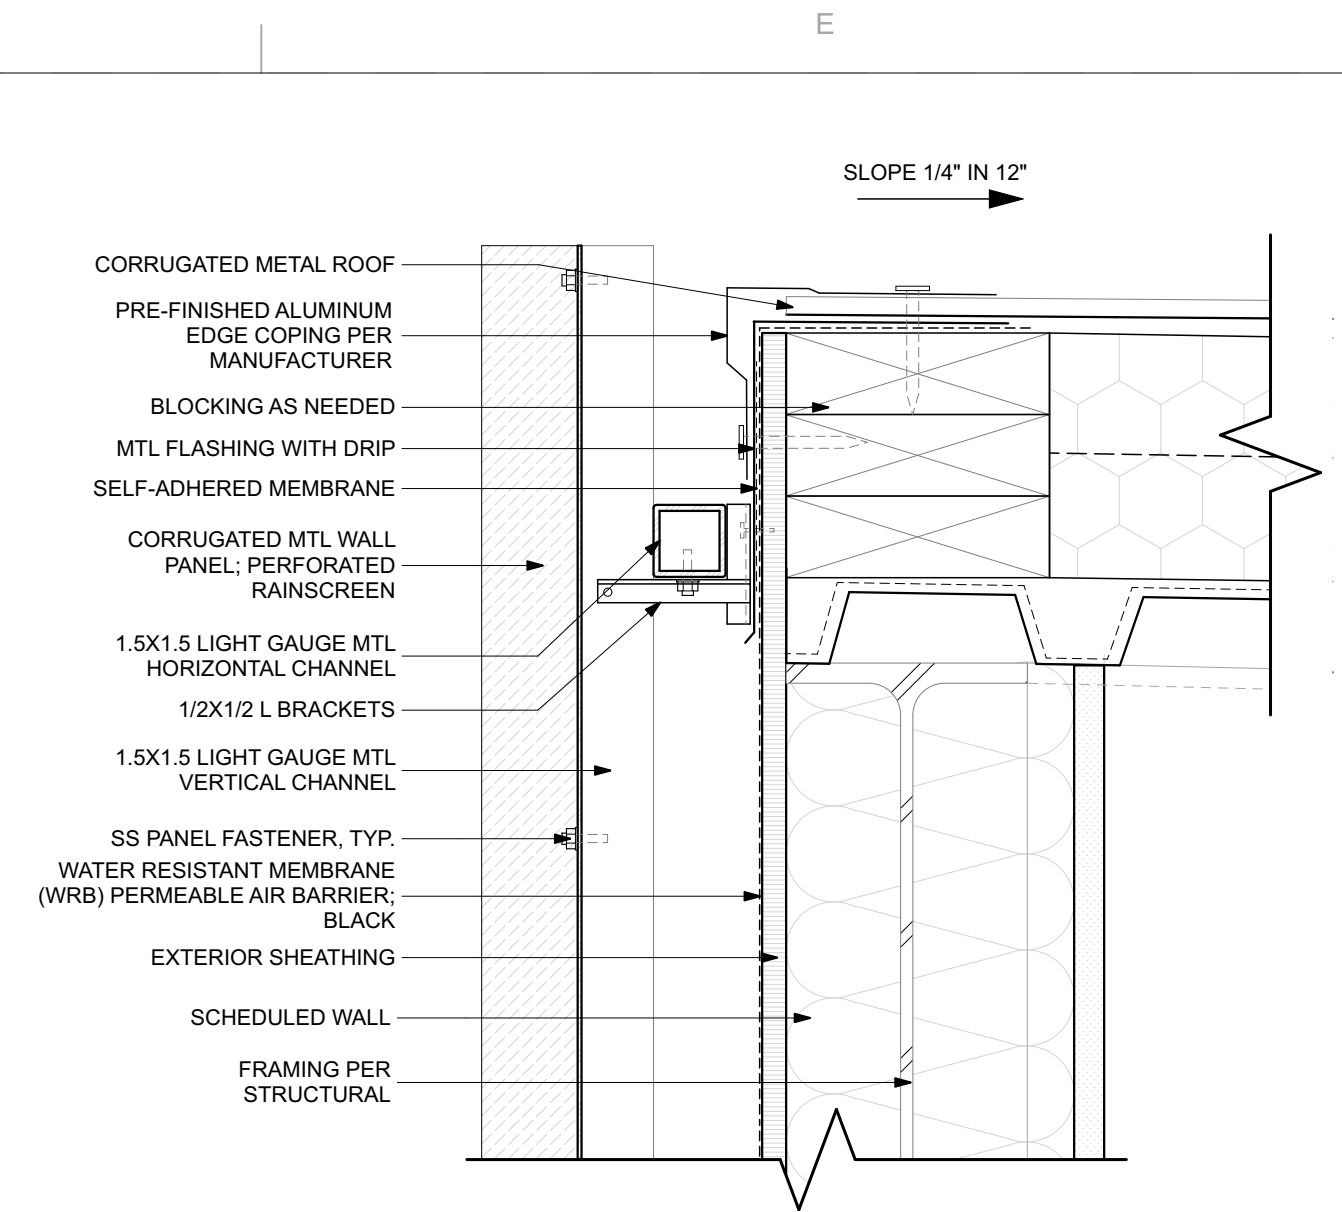 E
SLOPE 1/4" IN 12"
CORRUGATED METAL ROOF
PRE-FINISHED ALUMINUM
EDGE COPING PER
MANUFACTURER
BLOCKING AS NEEDED
MTL FLASHING WITH DRIP
SELF-ADHERED MEMBRANE
CORRUGATED MTL WALL
PANEL; PERFORATED
RAINSCREEN
1.5X1.5 LIGHT GAUGE MTL
HORIZONTAL CHANNEL
1/2X1/2 L BRACKETS
1.5X1.5 LIGHT GAUGE MTL
VERTICAL CHANNEL
SS PANEL FASTENER, TYP.
WATER RESISTANT MEMBRANE
(WRB) PERMEABLE AIR BARRIER;
BLACK
EXTERIOR SHEATHING
SCHEDULED WALL
FRAMING PER
STRUCTURAL